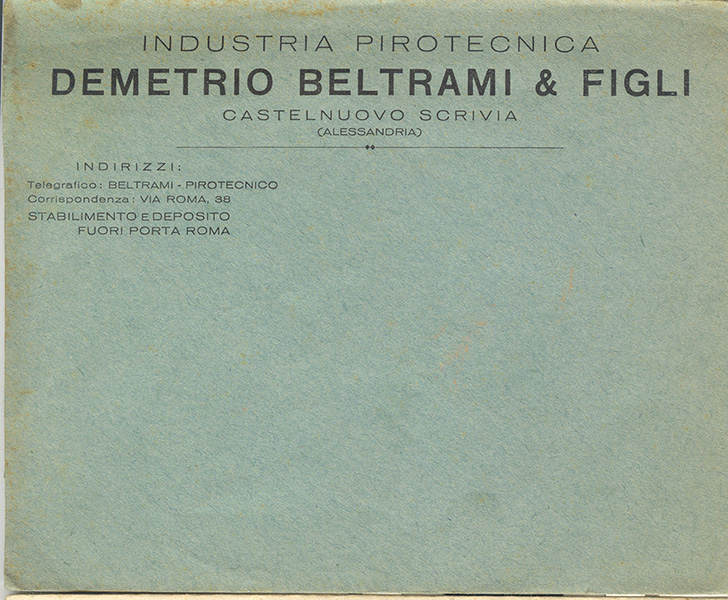 INDUSTRIA PIROTECNICA
DEMETRIO BELTRAMI & FIGLI
CASTELNUOVO SCRIVIA
(ALESSANDRIA)
INDIRIZZI:
Telegrafico: BELTRAMI - PIROTECNICO
Corrispondenza: VIA ROMA, 38
STABILIMENTO E DEPOSITO
FUORI PORTA ROMA